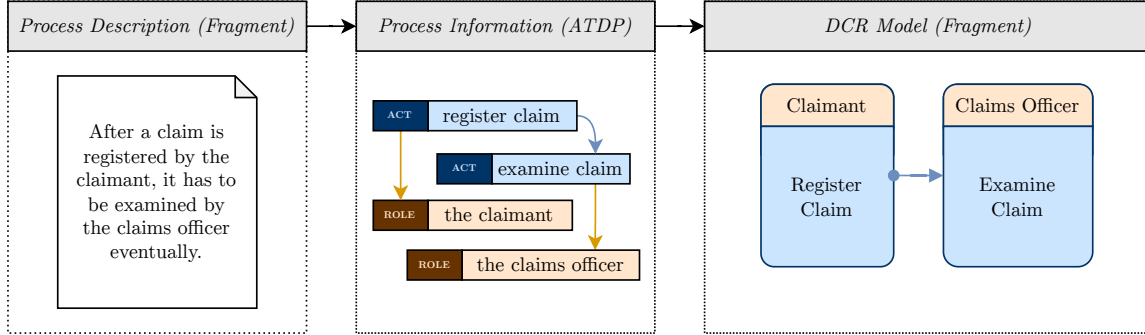 Process Description (Fragment)
Process Information (ATDP)
DCR Model (Fragment)
After a claim is
registered by the
claimant, it has to
be examined by
the claims officer
eventually.
ACT register claim
ACT examine claim
ROLE the claimant
ROLE the claims officer
Claimant
Register
Claim
Claims Officer
Examine
Claim